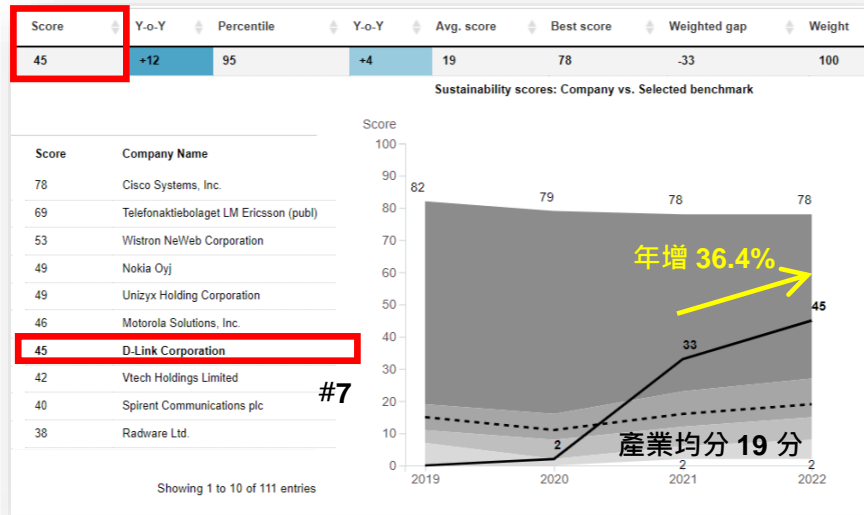 Score Y-o-Y Percentile Y-o-Y Avg. score Best score Weighted gap Weight
45 +12 95 +4 19 78 -33 100
Sustainability scores: Company vs. Selected benchmark
Score Company Name
78 Cisco Systems, Inc.
69 Telefonaktiebolaget LM Ericsson (publ)
53 Wistron NeWeb Corporation
49 Nokia Oyj
49 Unizyx Holding Corporation
46 Motorola Solutions, Inc.
45 D-Link Corporation
42 Vtech Holdings Limited
40 Spirent Communications plc
38 Radware Ltd.
#7
Showing 1 to 10 of 111 entries
Score
100
90
80
70
60
50
40
30
20
10
0
82
79
78
78
年增 36.4%
45
33
2
產業均分 19 分
2
2
2019 2020 2021 2022